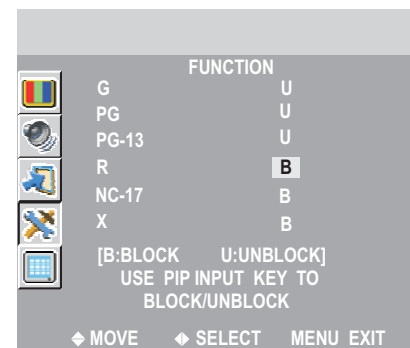 FUNCTION
G U
PG U
PG-13 U
R B
NC-17 B
X B
[B:BLOCK U:UNBLOCK]
USE PIP INPUT KEY TO
BLOCK/UNBLOCK
MOVE SELECT MENU EXIT